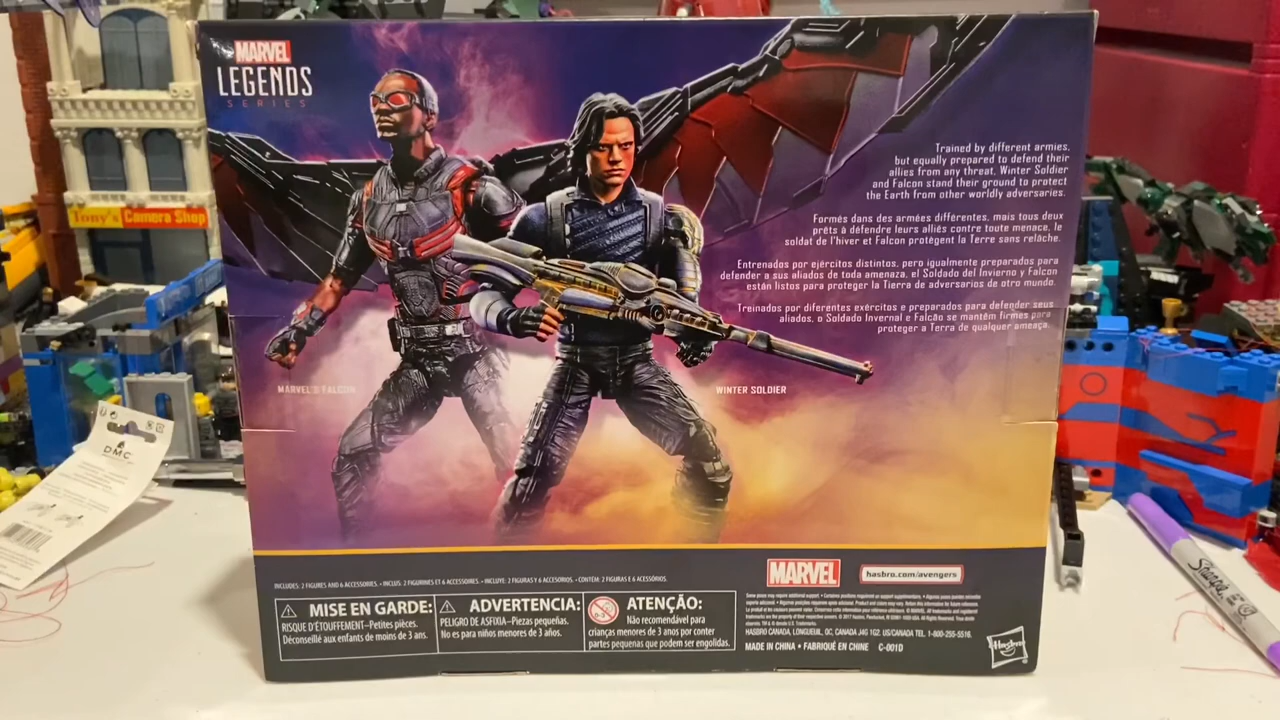 MARVEL
LEGENDS
SERIES
Tony's Camera Shop
Trained by different armies,
but equally prepared to defend their
allies from any threat, Winter Soldier
and Falcon stand their ground to protect
the Earth from other worldly adversaries.
Formés dans des armées différentes, mais tous deux
prêts à défendre leurs alliés contre toute menace, le
soldat de l'hiver et Falcon protègent la Terre sans relâche.
Entrenados por ejércitos distintos, pero igualmente preparados para
defender a sus aliados de toda amenaza, el Soldado del Invierno y Falcon
están listos para proteger la Tierra de adversarios de otro mundo.
Treinados por diferentes exércitos e preparados para defender seus
aliados, o Soldado Invernal e Falcão se mantêm firmes para
proteger a Terra de qualquer ameaça.
MARVEL'S FALCON
WINTER SOLDIER
DMC
INCLUDES: 2 FIGURES AND 6 ACCESSORIES. • INCLUS: 2 FIGURINES ET 6 ACCESSOIRES. • INCLUYE: 2 FIGURAS Y 6 ACCESORIOS. • CONTÉM: 2 FIGURAS E 6 ACESSÓRIOS.
MARVEL
hasbro.com/avengers
MISE EN GARDE:
RISQUE D'ÉTOUFFEMENT–Petites pièces.
Déconseillé aux enfants de moins de 3 ans.
ADVERTENCIA:
PELIGRO DE ASFIXIA–Piezas pequeñas.
No es para niños menores de 3 años.
ATENÇÃO:
Não recomendável para
crianças menores de 3 anos por conter
partes pequenas que podem ser engolidas.
HASBRO CANADA, LONGUEUIL, QC, CANADA J4G 1G2. US/CANADA TEL. 1-800-255-5516.
MADE IN CHINA • FABRIQUÉ EN CHINE C-001D
Hasbro
Sharpie